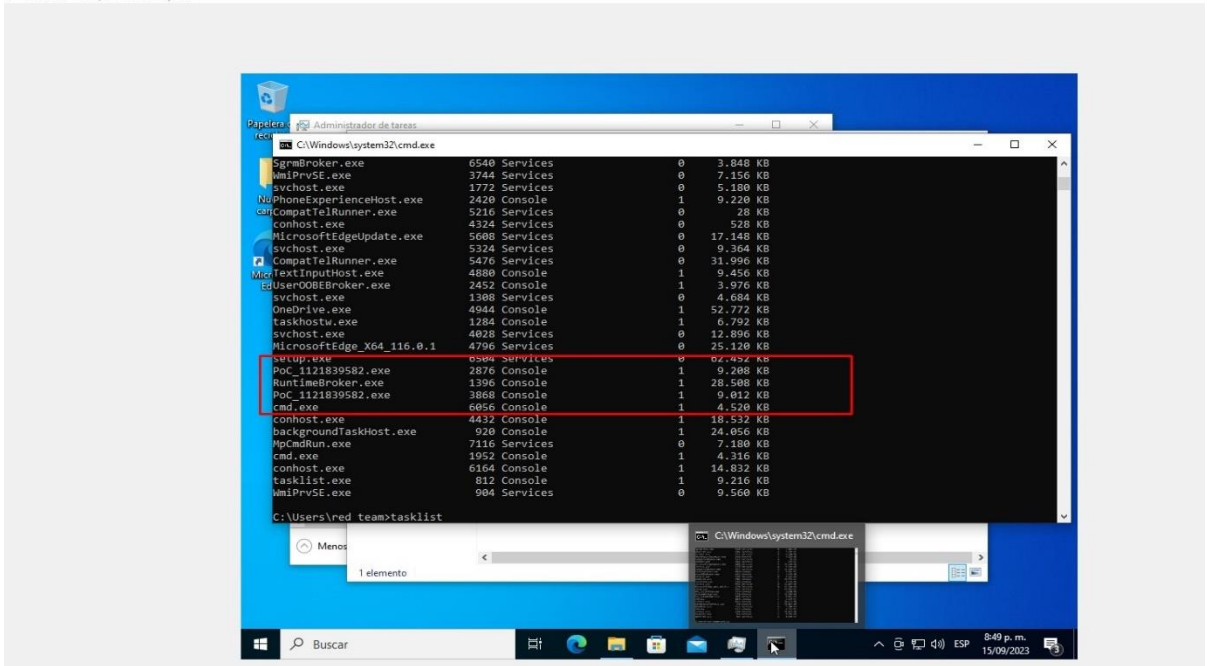 Papelera
Administrador de tareas
C:\Windows\system32\cmd.exe
SgrmBroker.exe 6540 Services 0 3.848 KB
WmiPrvSE.exe 3744 Services 0 7.156 KB
svchost.exe 1772 Services 0 5.180 KB
PhoneExperienceHost.exe 2420 Console 1 9.220 KB
CompatTelRunner.exe 5216 Services 0 28 KB
conhost.exe 4324 Services 0 528 KB
MicrosoftEdgeUpdate.exe 5608 Services 0 17.148 KB
svchost.exe 5324 Services 0 9.364 KB
CompatTelRunner.exe 5476 Services 0 31.996 KB
TextInputHost.exe 4880 Console 1 9.456 KB
UserOOBEBroker.exe 2452 Console 1 3.976 KB
svchost.exe 1308 Services 0 4.684 KB
OneDrive.exe 4944 Console 1 52.772 KB
taskhostw.exe 1284 Console 1 6.792 KB
svchost.exe 4028 Services 0 12.896 KB
MicrosoftEdge_X64_116.0.1 4796 Services 0 25.120 KB
setup.exe 6504 Services 0 62.452 KB
PoC_1121839582.exe 2876 Console 1 9.208 KB
RuntimeBroker.exe 1396 Console 1 28.508 KB
PoC_1121839582.exe 3868 Console 1 9.012 KB
cmd.exe 6056 Console 1 4.520 KB
conhost.exe 4432 Console 1 18.532 KB
backgroundTaskHost.exe 920 Console 1 24.056 KB
MpCmdRun.exe 7116 Services 0 7.180 KB
cmd.exe 1952 Console 1 4.316 KB
conhost.exe 6164 Console 1 14.832 KB
tasklist.exe 812 Console 1 9.216 KB
WmiPrvSE.exe 904 Services 0 9.560 KB
C:\Users\red team>tasklist
Menos
1 elemento
C:\Windows\system32\cmd.exe
Buscar
ESP
8:49 p. m.
15/09/2023
3